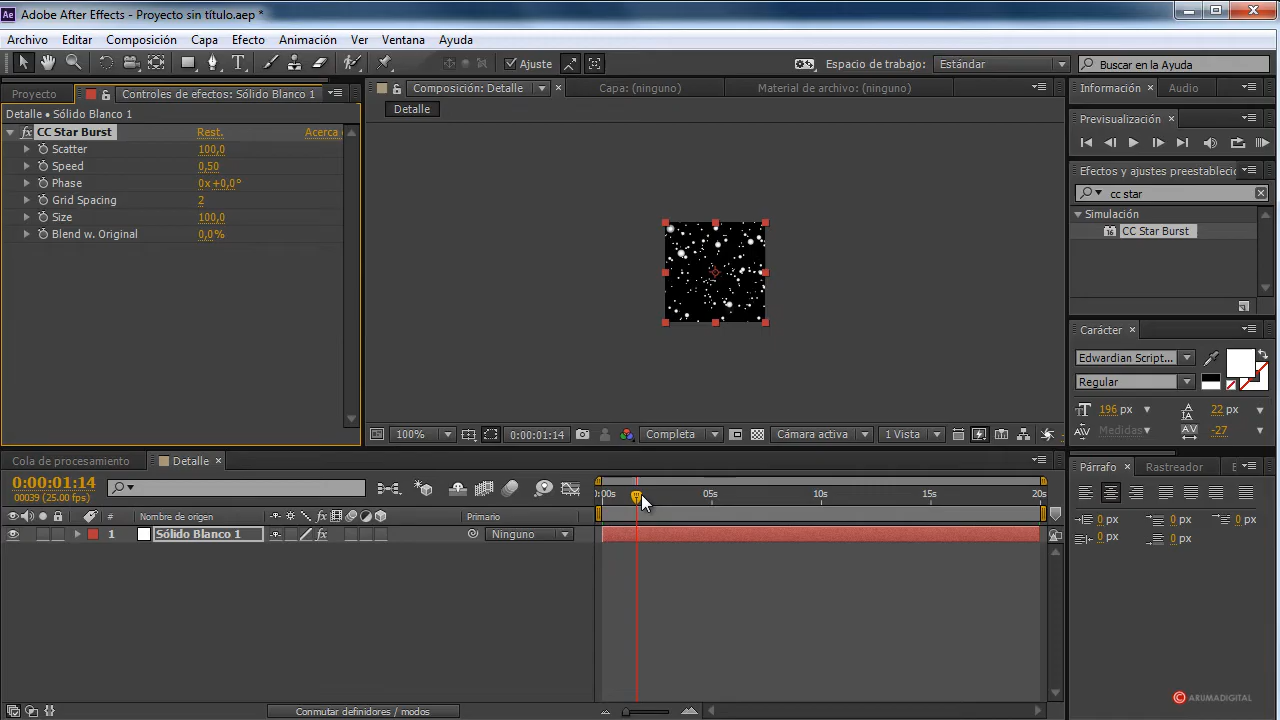 Adobe After Effects - Proyecto sin título.aep *
Archivo Editar Composición Capa Efecto Animación Ver Ventana Ayuda
Ajuste Espacio de trabajo: Estándar Buscar en la Ayuda
Proyecto Controles de efectos: Sólido Blanco 1
Composición: Detalle Capa: (ninguno) Material de archivo: (ninguno)
Información Audio
Detalle • Sólido Blanco 1
Detalle
Previsualización
fx CC Star Burst Rest. Acerca
Scatter 100,0
Speed 0,50
Phase 0x+0,0°
Grid Spacing 2
Size 100,0
Blend w. Original 0,0%
Efectos y ajustes preestablecid
cc star
Simulación
CC Star Burst
Carácter
Edwardian Script...
Regular
196 px 22 px
Medidas -27
100% 0:00:01:14 Completa Cámara activa 1 Vista
Cola de procesamiento Detalle
Párrafo Rastreador
0:00:01:14
00039 (25.00 fps)
0:00s 05s 10s 15s 20s
0 px 0 px 0 px
0 px 0 px
# Nombre de origen fx Primario
1 Sólido Blanco 1 fx Ninguno
Conmutar definidores / modos
© ARUMADIGITAL